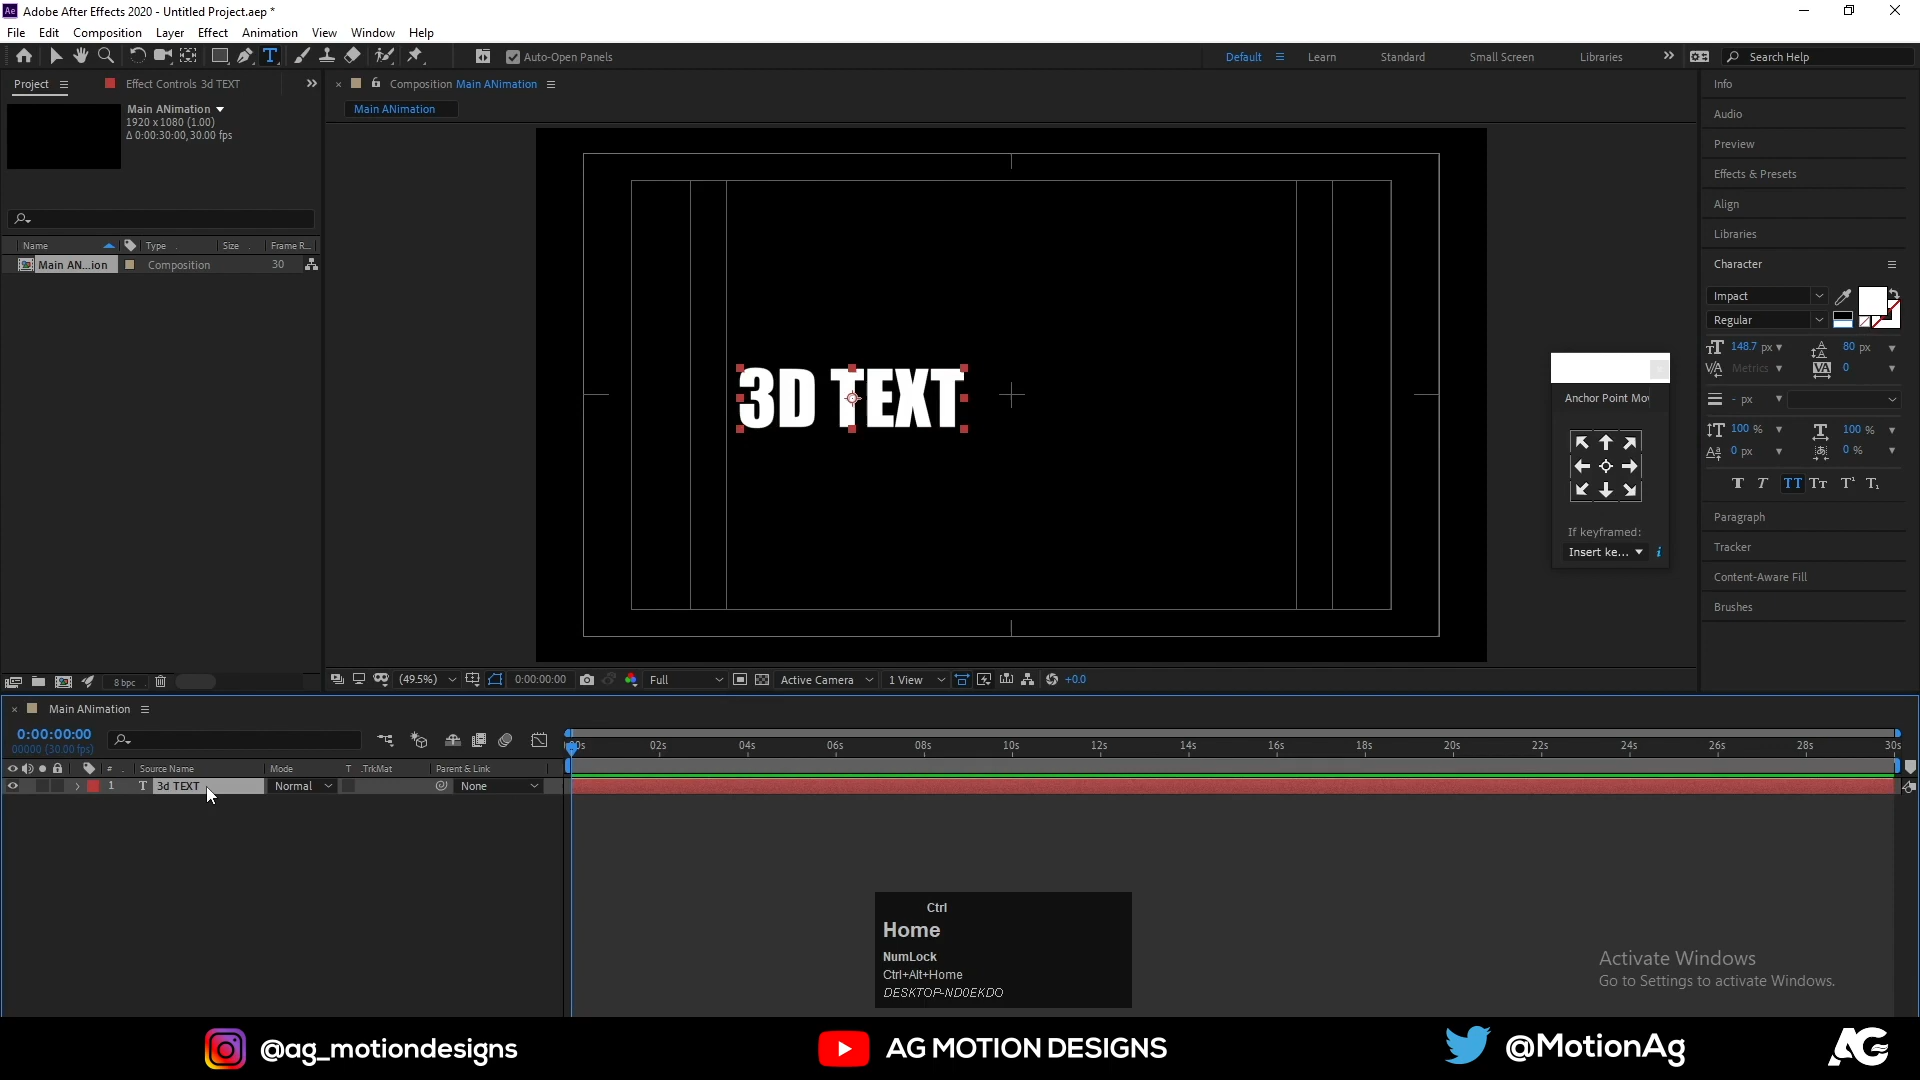 Ae Adobe After Effects 2020 - Untitled Project.aep *
File Edit Composition Layer Effect Animation View Window Help
Auto-Open Panels
Default Learn Standard Small Screen Libraries Search Help
Project Effect Controls 3d TEXT
Composition Main ANimation
Main ANimation
1920 x 1080 (1.00)
Δ 0:00:30:00, 30.00 fps
Main ANimation
Name Type Size Frame R...
Main AN...ion Composition 30
3D TEXT
Info
Audio
Preview
Effects & Presets
Align
Libraries
Character
Impact
Regular
148.7 px 80 px
Metrics 0
- px
100 % 100 %
0 px 0 %
Paragraph
Tracker
Content-Aware Fill
Brushes
Anchor Point Mov
If keyframed:
Insert ke...
8 bpc
(49.5%) 0:00:00:00 Full Active Camera 1 View +0.0
Main ANimation
0:00:00:00
00000 (30.00 fps)
:00s 02s 04s 06s 08s 10s 12s 14s 16s 18s 20s 22s 24s 26s 28s 30s
# Source Name Mode T .TrkMat Parent & Link
1 T 3d TEXT Normal None
Ctrl
Home
NumLock
Ctrl+Alt+Home
DESKTOP-ND0EKDO
Activate Windows
Go to Settings to activate Windows.
@ag_motiondesigns AG MOTION DESIGNS @MotionAg AG